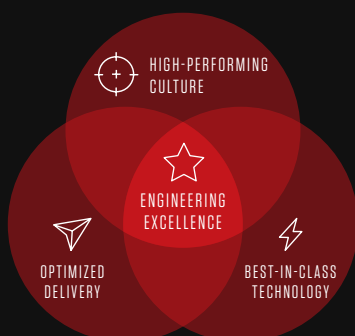 HIGH-PERFORMING
CULTURE
ENGINEERING
EXCELLENCE
OPTIMIZED
DELIVERY
BEST-IN-CLASS
TECHNOLOGY